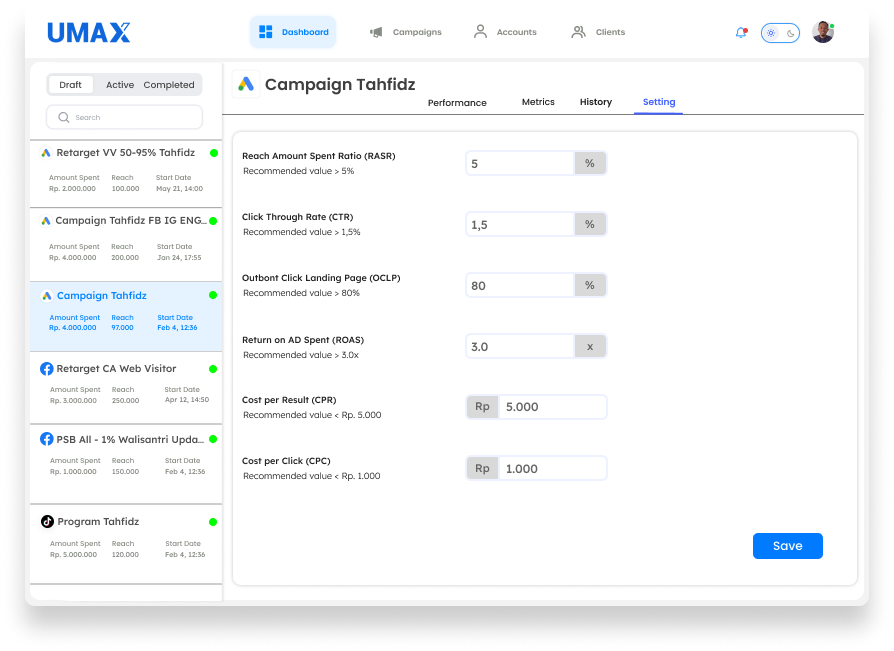 UMAX
Dashboard
Campaigns
Accounts
Clients
Draft
Active
Completed
Search
Retarget VV 50-95% Tahfidz
Amount Spent Reach Start Date
Rp. 2.000.000 100.000 May 21, 14:00
Campaign Tahfidz FB IG ENG...
Amount Spent Reach Start Date
Rp. 4.000.000 200.000 Jan 24, 17:55
Campaign Tahfidz
Amount Spent Reach Start Date
Rp. 4.000.000 97.000 Feb 4, 12:36
Retarget CA Web Visitor
Amount Spent Reach Start Date
Rp. 3.000.000 250.000 Apr 12, 14:50
PSB All - 1% Walisantri Upda...
Amount Spent Reach Start Date
Rp. 1.000.000 150.000 Feb 4, 12:36
Program Tahfidz
Amount Spent Reach Start Date
Rp. 5.000.000 120.000 Feb 4, 12:36
Campaign Tahfidz
Performance
Metrics
History
Setting
Reach Amount Spent Ratio (RASR)
Recommended value > 5%
5 %
Click Through Rate (CTR)
Recommended value > 1,5%
1,5 %
Outbont Click Landing Page (OCLP)
Recommended value > 80%
80 %
Return on AD Spent (ROAS)
Recommended value > 3.0x
3.0 x
Cost per Result (CPR)
Recommended value < Rp. 5.000
Rp 5.000
Cost per Click (CPC)
Recommended value < Rp. 1.000
Rp 1.000
Save